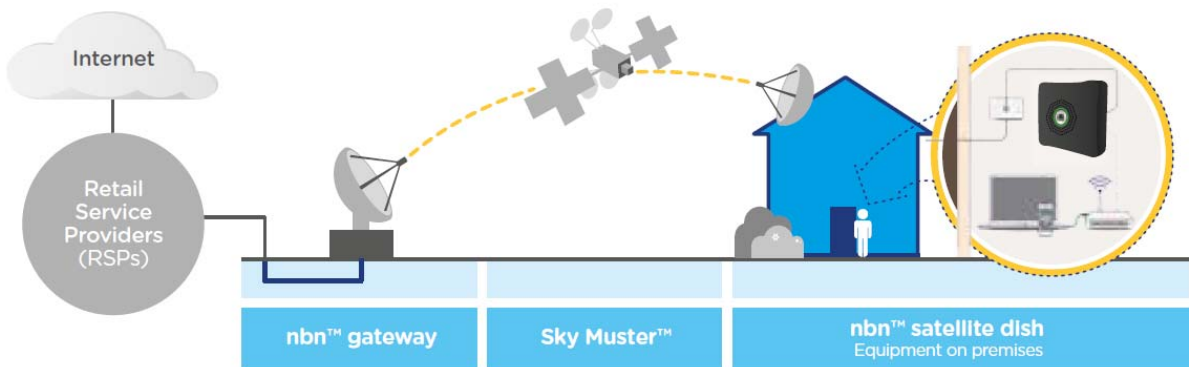 Internet
Retail
Service
Providers
(RSPs)
nbn™ gateway
Sky Muster™
nbn™ satellite dish
Equipment on premises